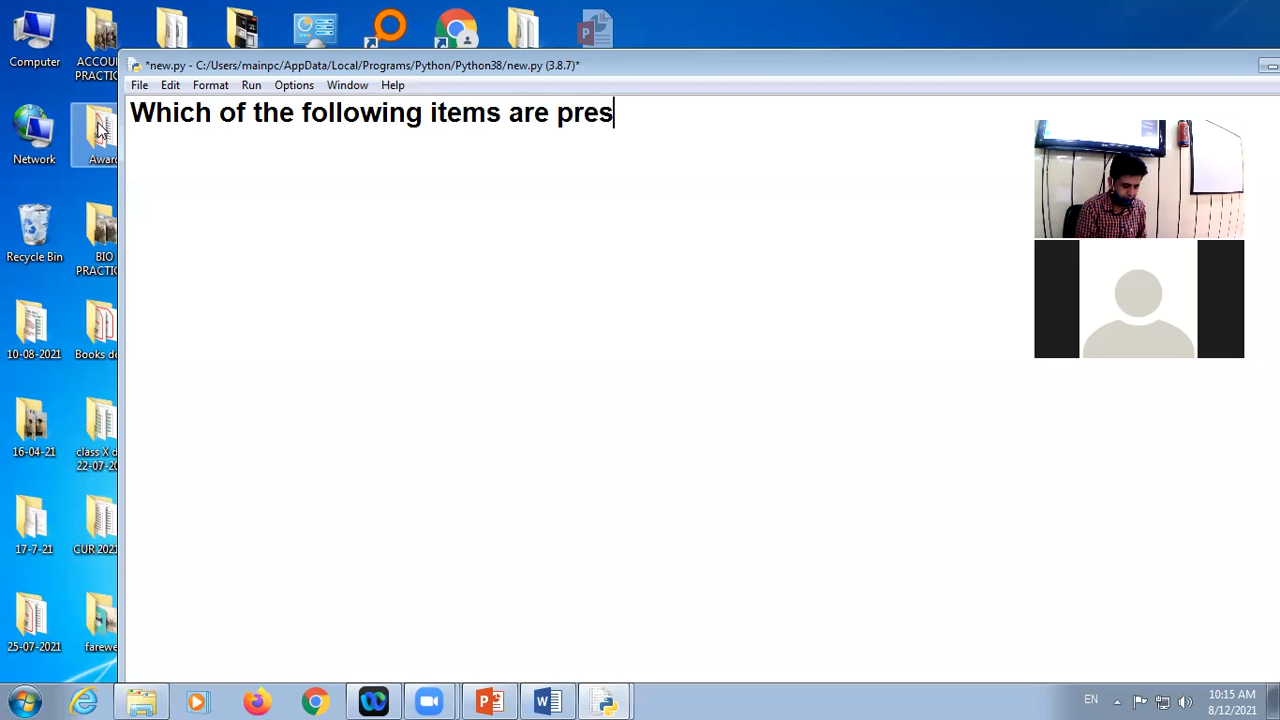 Computer
ACCOU
PRACTIC
*new.py - C:/Users/mainpc/AppData/Local/Programs/Python/Python38/new.py (3.8.7)*
File Edit Format Run Options Window Help
Which of the following items are pres
Network
Awar
Recycle Bin
BIO
PRACTIC
10-08-2021
Books de
16-04-21
class X d
22-07-20
17-7-21
CUR 2021
25-07-2021
farewe
EN
10:15 AM
8/12/2021